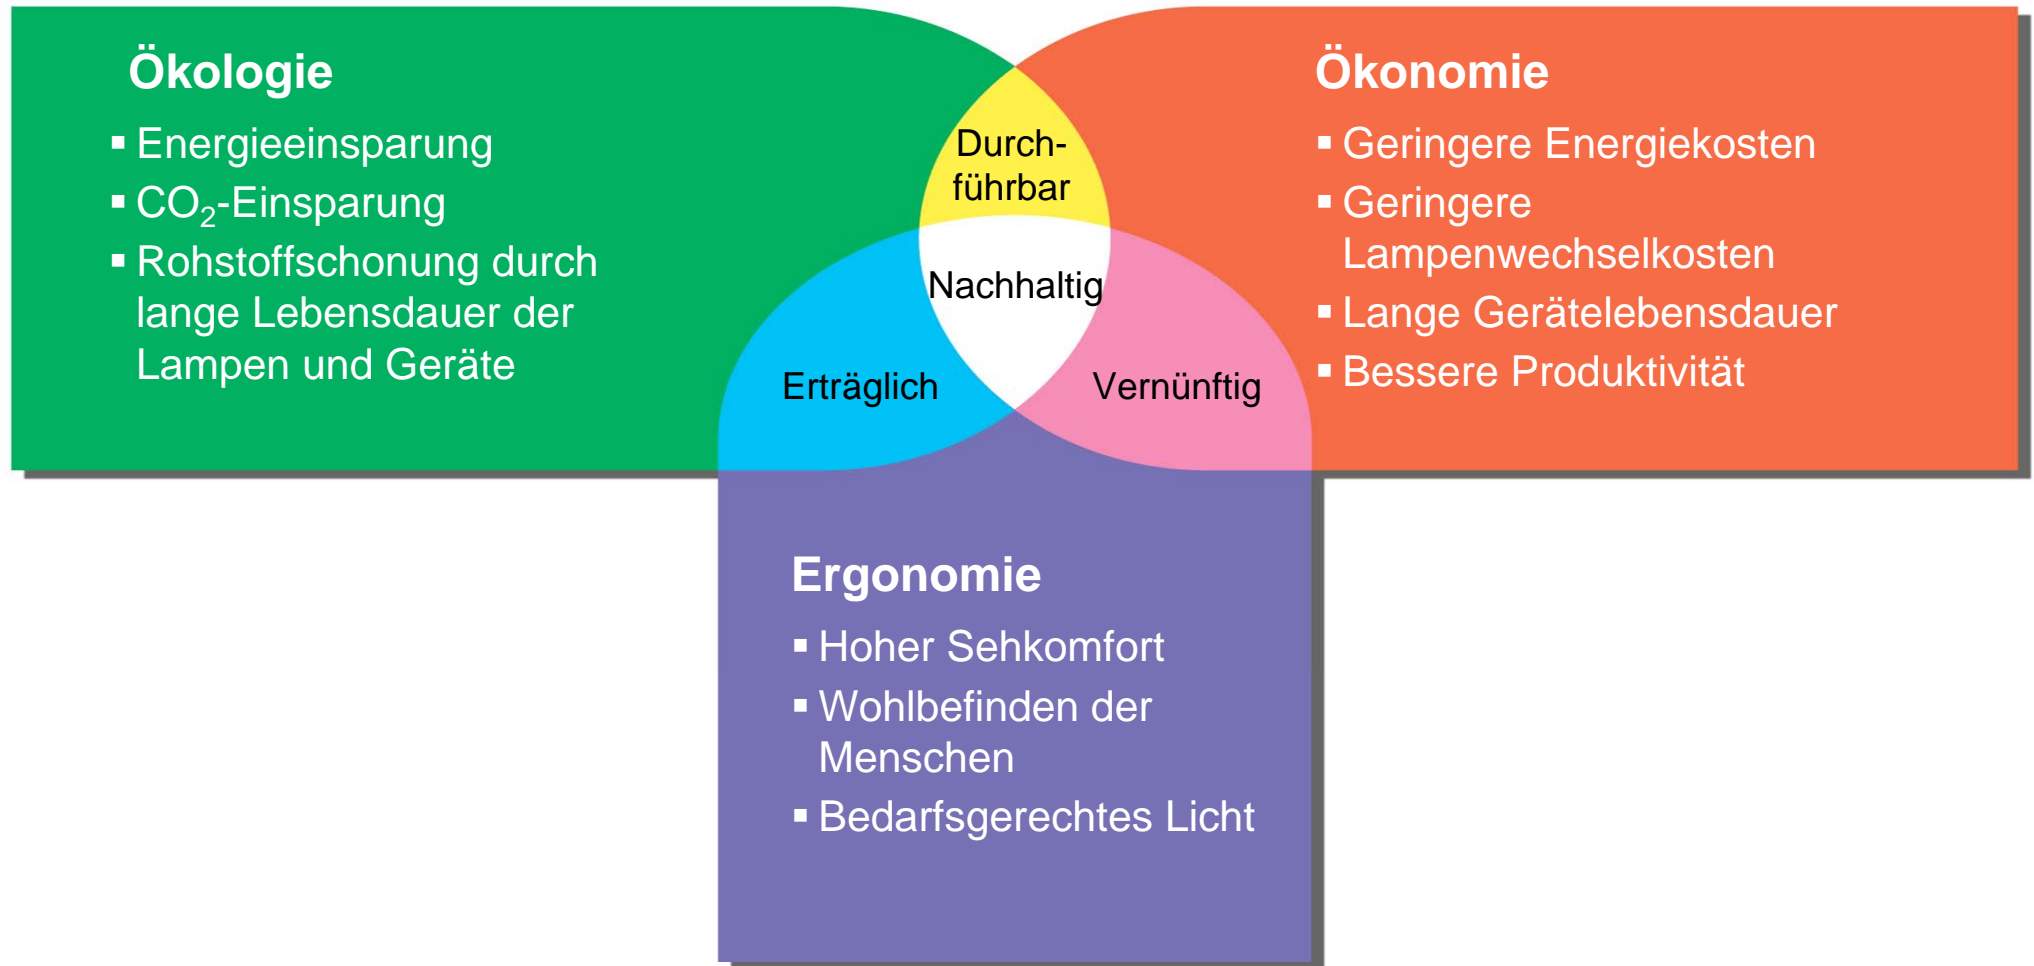 Ökologie
▪ Energieeinsparung
▪ CO₂-Einsparung
▪ Rohstoffschonung durch
lange Lebensdauer der
Lampen und Geräte
Durch-
führbar
Nachhaltig
Erträglich
Vernünftig
Ökonomie
▪ Geringere Energiekosten
▪ Geringere
Lampenwechselkosten
▪ Lange Gerätelebensdauer
▪ Bessere Produktivität
Ergonomie
▪ Hoher Sehkomfort
▪ Wohlbefinden der
Menschen
▪ Bedarfsgerechtes Licht